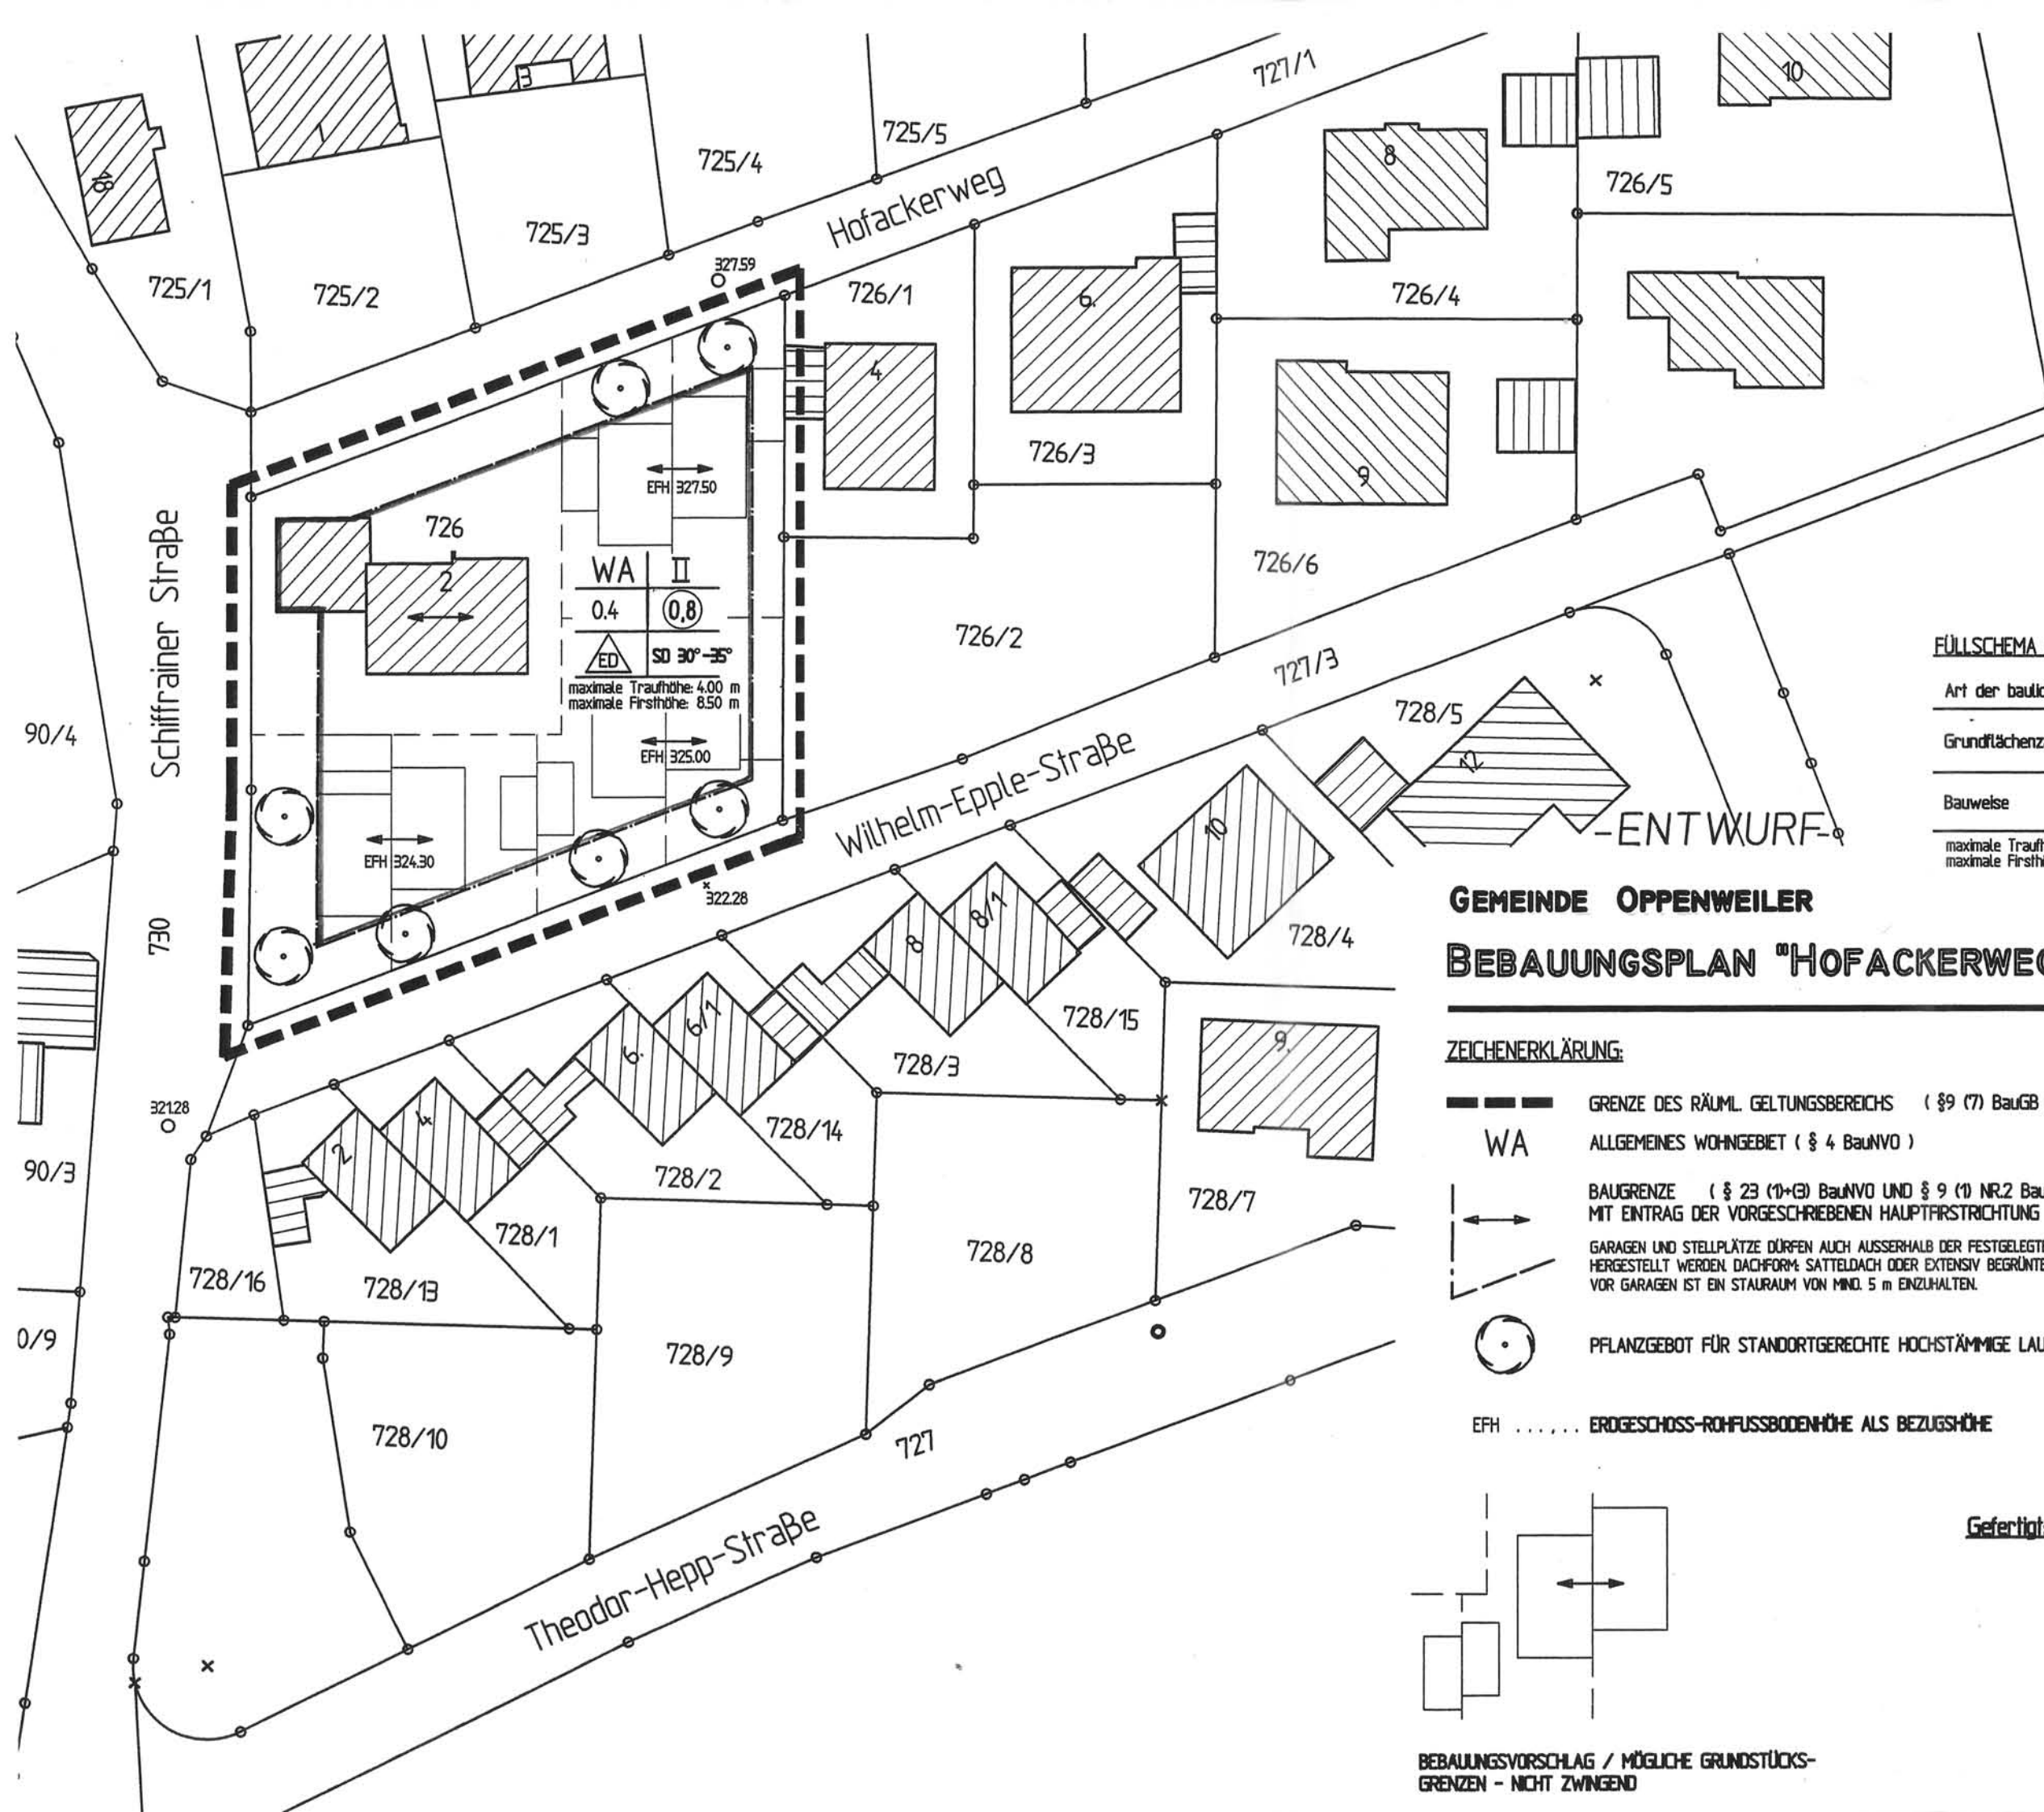 3
10
727/1
725/5
725/4
8
18
726/5
Hofackerweg
725/3
327.59
725/1
725/2
726/1
6.
726/4
4
726/3
9
EFH 327.50
726
Schiffrainer Straße
2
WA II
0.4 0,8
ED SD 30°-35°
maximale Traufhöhe: 4.00 m
maximale Firsthöhe: 8.50 m
726/6
726/2
727/3
90/4
EFH 325.00
728/5
12
Wilhelm-Epple-Straße
EFH 324.30
10
322.28
730
8/1
8
728/4
728/15
728/3
9.
6/1
6.
321.28
4
2
728/14
728/2
90/3
728/7
728/1
728/8
728/16
728/13
0/9
728/9
728/10
727
Theodor-Hepp-Straße
FÜLLSCHEMA
Art der baulic
Grundflächenz
Bauweise
maximale Traufh
maximale Firsth
-ENTWURF-
GEMEINDE OPPENWEILER
BEBAUUNGSPLAN "HOFACKERWEG
ZEICHENERKLÄRUNG:
GRENZE DES RÄUML. GELTUNGSBEREICHS ( §9 (7) BauGB
WA ALLGEMEINES WOHNGEBIET ( § 4 BauNVO )
BAUGRENZE ( § 23 (1)+(3) BauNVO UND § 9 (1) NR.2 Bau
MIT EINTRAG DER VORGESCHRIEBENEN HAUPTFIRSTRICHTUNG
GARAGEN UND STELLPLÄTZE DÜRFEN AUCH AUSSERHALB DER FESTGELEGTE
HERGESTELLT WERDEN. DACHFORM: SATTELDACH ODER EXTENSIV BEGRÜNTE
VOR GARAGEN IST EIN STAURAUM VON MIND. 5 m EINZUHALTEN.
PFLANZGEBOT FÜR STANDORTGERECHTE HOCHSTÄMMIGE LAU
EFH ...,.. ERDGESCHOSS-ROHFUSSBODENHÖHE ALS BEZUGSHÖHE
Gefertigt
BEBAUUNGSVORSCHLAG / MÖGLICHE GRUNDSTÜCKS-
GRENZEN - NICHT ZWINGEND